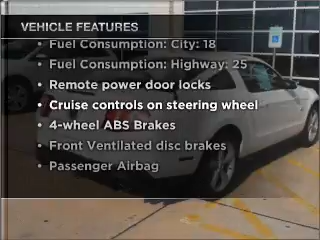 VEHICLE FEATURES
• Fuel Consumption: City: 18
• Fuel Consumption: Highway: 25
• Remote power door locks
• Cruise controls on steering wheel
• 4-wheel ABS Brakes
• Front Ventilated disc brakes
• Passenger Airbag